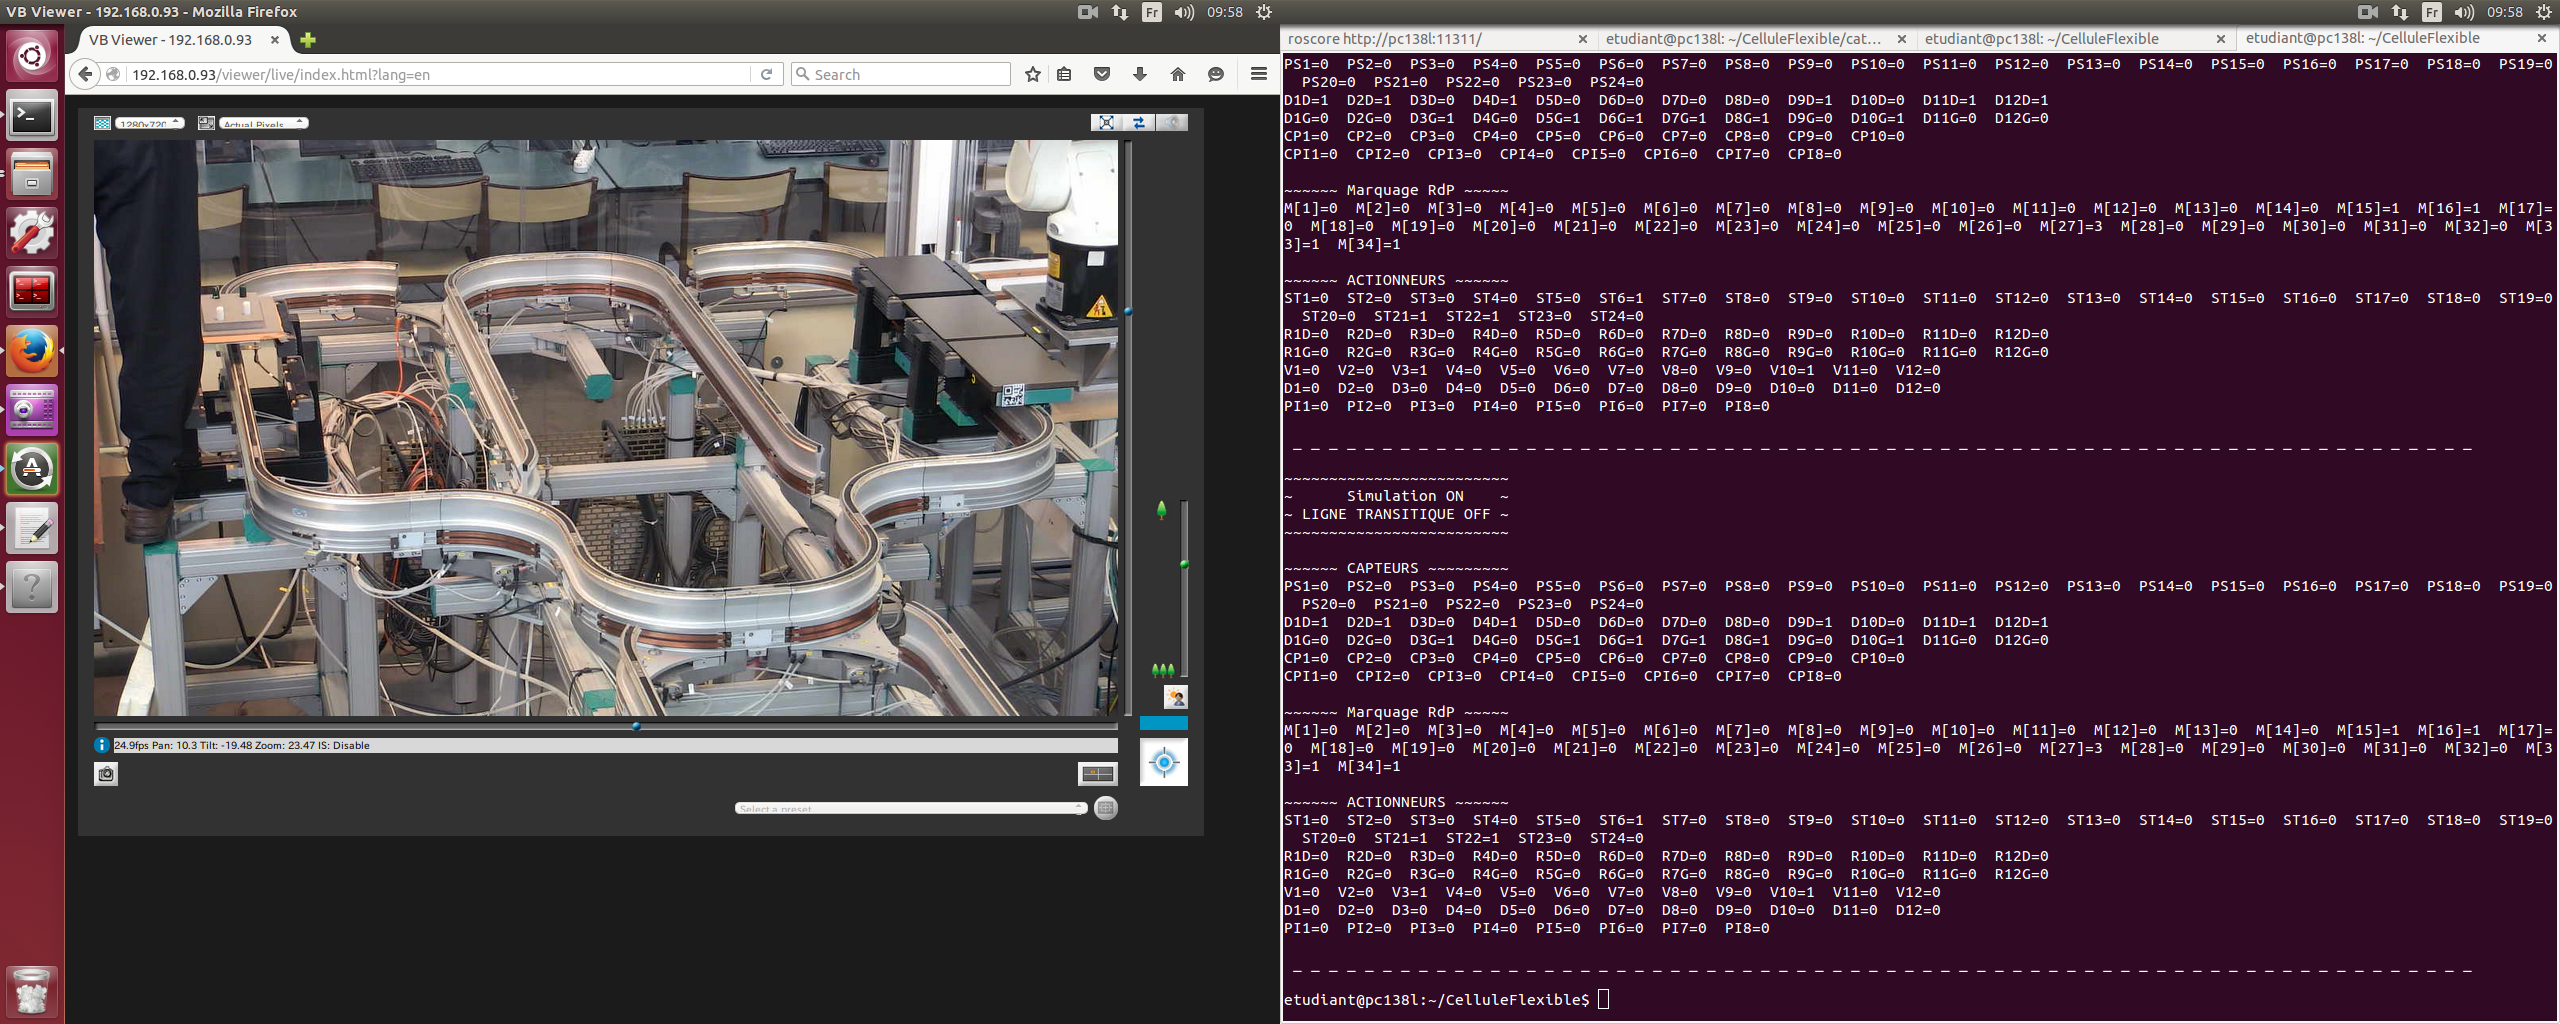 VB Viewer - 192.168.0.93 - Mozilla Firefox
Fr
09:58
Fr
09:58
VB Viewer - 192.168.0.93
192.168.0.93/viewer/live/index.html?lang=en
Search
1280x720
Actual Pixels
24.9fps Pan: 10.3 Tilt: -19.48 Zoom: 23.47 IS: Disable
Select a preset
roscore http://pc138l:11311/
etudiant@pc138l: ~/CelluleFlexible/cat...
etudiant@pc138l: ~/CelluleFlexible
etudiant@pc138l: ~/CelluleFlexible
PS1=0 PS2=0 PS3=0 PS4=0 PS5=0 PS6=0 PS7=0 PS8=0 PS9=0 PS10=0 PS11=0 PS12=0 PS13=0 PS14=0 PS15=0 PS16=0 PS17=0 PS18=0 PS19=0
PS20=0 PS21=0 PS22=0 PS23=0 PS24=0
D1D=1 D2D=1 D3D=0 D4D=1 D5D=0 D6D=0 D7D=0 D8D=0 D9D=1 D10D=0 D11D=1 D12D=1
D1G=0 D2G=0 D3G=1 D4G=0 D5G=1 D6G=1 D7G=1 D8G=1 D9G=0 D10G=1 D11G=0 D12G=0
CP1=0 CP2=0 CP3=0 CP4=0 CP5=0 CP6=0 CP7=0 CP8=0 CP9=0 CP10=0
CPI1=0 CPI2=0 CPI3=0 CPI4=0 CPI5=0 CPI6=0 CPI7=0 CPI8=0
~~~~~~ Marquage RdP ~~~~~
M[1]=0 M[2]=0 M[3]=0 M[4]=0 M[5]=0 M[6]=0 M[7]=0 M[8]=0 M[9]=0 M[10]=0 M[11]=0 M[12]=0 M[13]=0 M[14]=0 M[15]=1 M[16]=1 M[17]=
0 M[18]=0 M[19]=0 M[20]=0 M[21]=0 M[22]=0 M[23]=0 M[24]=0 M[25]=0 M[26]=0 M[27]=3 M[28]=0 M[29]=0 M[30]=0 M[31]=0 M[32]=0 M[3
3]=1 M[34]=1
~~~~~~ ACTIONNEURS ~~~~~~
ST1=0 ST2=0 ST3=0 ST4=0 ST5=0 ST6=1 ST7=0 ST8=0 ST9=0 ST10=0 ST11=0 ST12=0 ST13=0 ST14=0 ST15=0 ST16=0 ST17=0 ST18=0 ST19=0
ST20=0 ST21=1 ST22=1 ST23=0 ST24=0
R1D=0 R2D=0 R3D=0 R4D=0 R5D=0 R6D=0 R7D=0 R8D=0 R9D=0 R10D=0 R11D=0 R12D=0
R1G=0 R2G=0 R3G=0 R4G=0 R5G=0 R6G=0 R7G=0 R8G=0 R9G=0 R10G=0 R11G=0 R12G=0
V1=0 V2=0 V3=1 V4=0 V5=0 V6=0 V7=0 V8=0 V9=0 V10=1 V11=0 V12=0
D1=0 D2=0 D3=0 D4=0 D5=0 D6=0 D7=0 D8=0 D9=0 D10=0 D11=0 D12=0
PI1=0 PI2=0 PI3=0 PI4=0 PI5=0 PI6=0 PI7=0 PI8=0
~~~~~~~~~~~~~~~~~~~~~~~~~
~ Simulation ON ~
~ LIGNE TRANSITIQUE OFF ~
~~~~~~~~~~~~~~~~~~~~~~~~~
~~~~~~ CAPTEURS ~~~~~~~~~
PS1=0 PS2=0 PS3=0 PS4=0 PS5=0 PS6=0 PS7=0 PS8=0 PS9=0 PS10=0 PS11=0 PS12=0 PS13=0 PS14=0 PS15=0 PS16=0 PS17=0 PS18=0 PS19=0
PS20=0 PS21=0 PS22=0 PS23=0 PS24=0
D1D=1 D2D=1 D3D=0 D4D=1 D5D=0 D6D=0 D7D=0 D8D=0 D9D=1 D10D=0 D11D=1 D12D=1
D1G=0 D2G=0 D3G=1 D4G=0 D5G=1 D6G=1 D7G=1 D8G=1 D9G=0 D10G=1 D11G=0 D12G=0
CP1=0 CP2=0 CP3=0 CP4=0 CP5=0 CP6=0 CP7=0 CP8=0 CP9=0 CP10=0
CPI1=0 CPI2=0 CPI3=0 CPI4=0 CPI5=0 CPI6=0 CPI7=0 CPI8=0
~~~~~~ Marquage RdP ~~~~~
M[1]=0 M[2]=0 M[3]=0 M[4]=0 M[5]=0 M[6]=0 M[7]=0 M[8]=0 M[9]=0 M[10]=0 M[11]=0 M[12]=0 M[13]=0 M[14]=0 M[15]=1 M[16]=1 M[17]=
0 M[18]=0 M[19]=0 M[20]=0 M[21]=0 M[22]=0 M[23]=0 M[24]=0 M[25]=0 M[26]=0 M[27]=3 M[28]=0 M[29]=0 M[30]=0 M[31]=0 M[32]=0 M[3
3]=1 M[34]=1
~~~~~~ ACTIONNEURS ~~~~~~
ST1=0 ST2=0 ST3=0 ST4=0 ST5=0 ST6=1 ST7=0 ST8=0 ST9=0 ST10=0 ST11=0 ST12=0 ST13=0 ST14=0 ST15=0 ST16=0 ST17=0 ST18=0 ST19=0
ST20=0 ST21=1 ST22=1 ST23=0 ST24=0
R1D=0 R2D=0 R3D=0 R4D=0 R5D=0 R6D=0 R7D=0 R8D=0 R9D=0 R10D=0 R11D=0 R12D=0
R1G=0 R2G=0 R3G=0 R4G=0 R5G=0 R6G=0 R7G=0 R8G=0 R9G=0 R10G=0 R11G=0 R12G=0
V1=0 V2=0 V3=1 V4=0 V5=0 V6=0 V7=0 V8=0 V9=0 V10=1 V11=0 V12=0
D1=0 D2=0 D3=0 D4=0 D5=0 D6=0 D7=0 D8=0 D9=0 D10=0 D11=0 D12=0
PI1=0 PI2=0 PI3=0 PI4=0 PI5=0 PI6=0 PI7=0 PI8=0
etudiant@pc138l:~/CelluleFlexible$